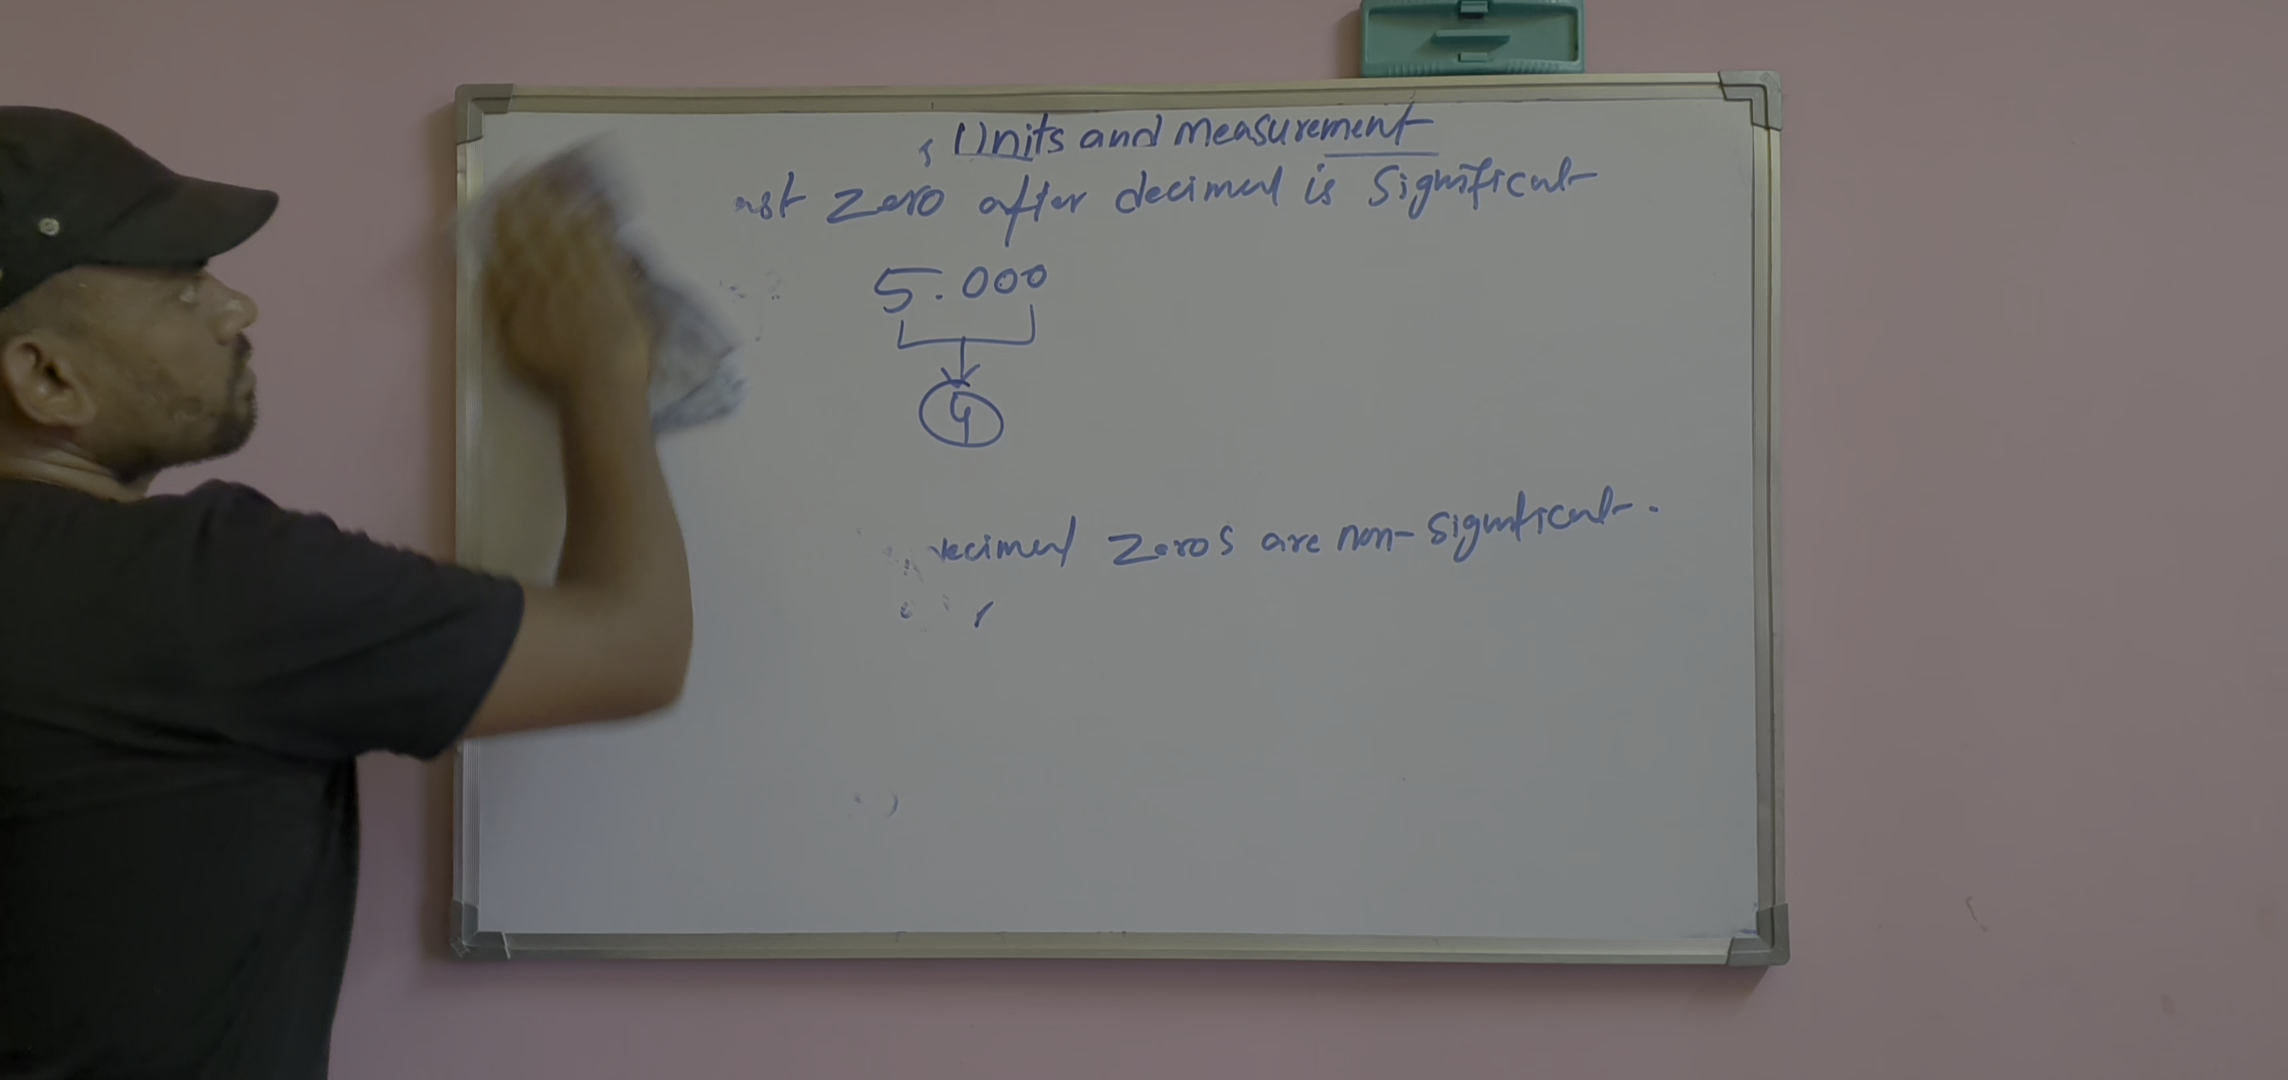 Units and measurement
zero after decimal is significant
5.000
4
zeros are non-significant.